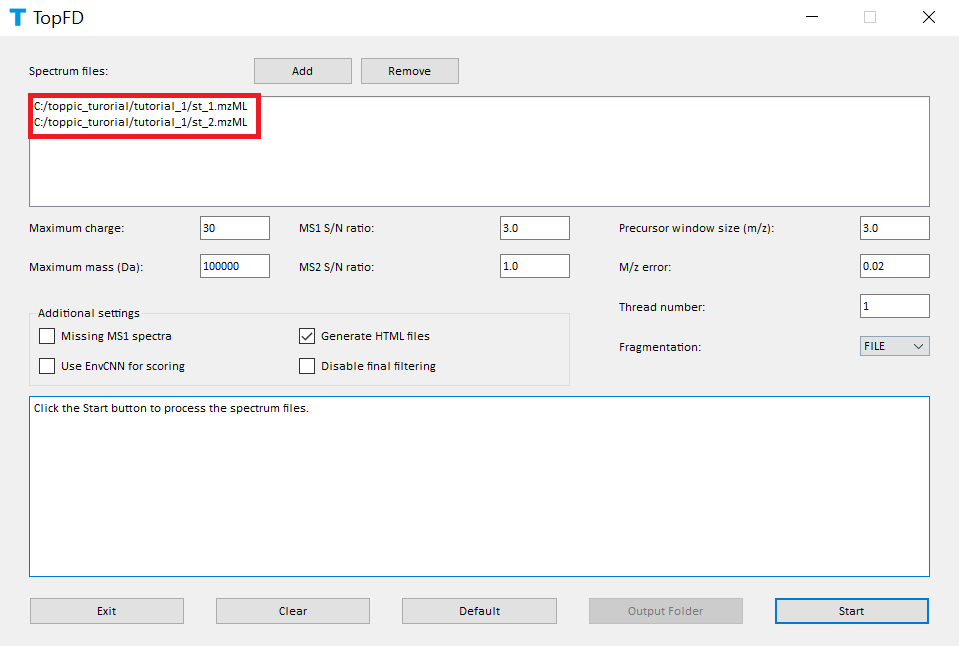 TopFD
Spectrum files:
Add
Remove
C:/toppic_turorial/tutorial_1/st_1.mzML
C:/toppic_turorial/tutorial_1/st_2.mzML
Maximum charge:
30
MS1 S/N ratio:
3.0
Precursor window size (m/z):
3.0
Maximum mass (Da):
100000
MS2 S/N ratio:
1.0
M/z error:
0.02
Thread number:
1
Additional settings
Missing MS1 spectra
Generate HTML files
Fragmentation:
FILE
Use EnvCNN for scoring
Disable final filtering
Click the Start button to process the spectrum files.
Exit
Clear
Default
Output Folder
Start